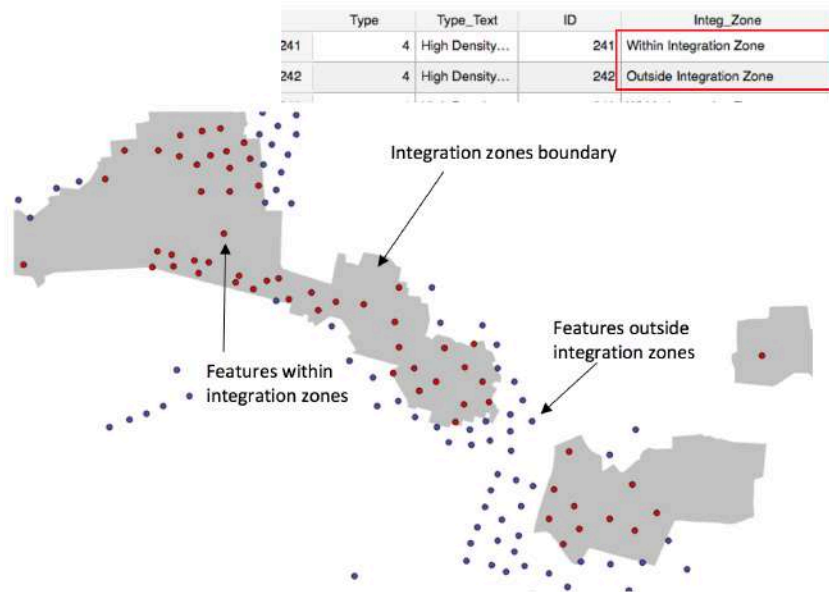 Type Type_Text ID Integ_Zone
241 4 High Density... 241 Within Integration Zone
242 4 High Density... 242 Outside Integration Zone
Integration zones boundary
Features outside
integration zones
Features within
integration zones